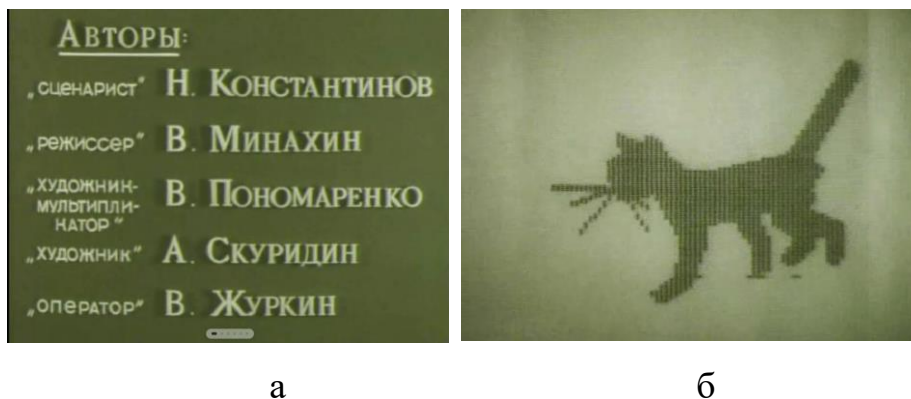 АВТОРЫ:
„СЦЕНАРИСТ“ Н. КОНСТАНТИНОВ
„РЕЖИССЕР“ В. МИНАХИН
„ХУДОЖНИК-
МУЛЬТИПЛИ-
КАТОР“ В. ПОНОМАРЕНКО
„ХУДОЖНИК“ А. СКУРИДИН
„ОПЕРАТОР“ В. ЖУРКИН
а
б